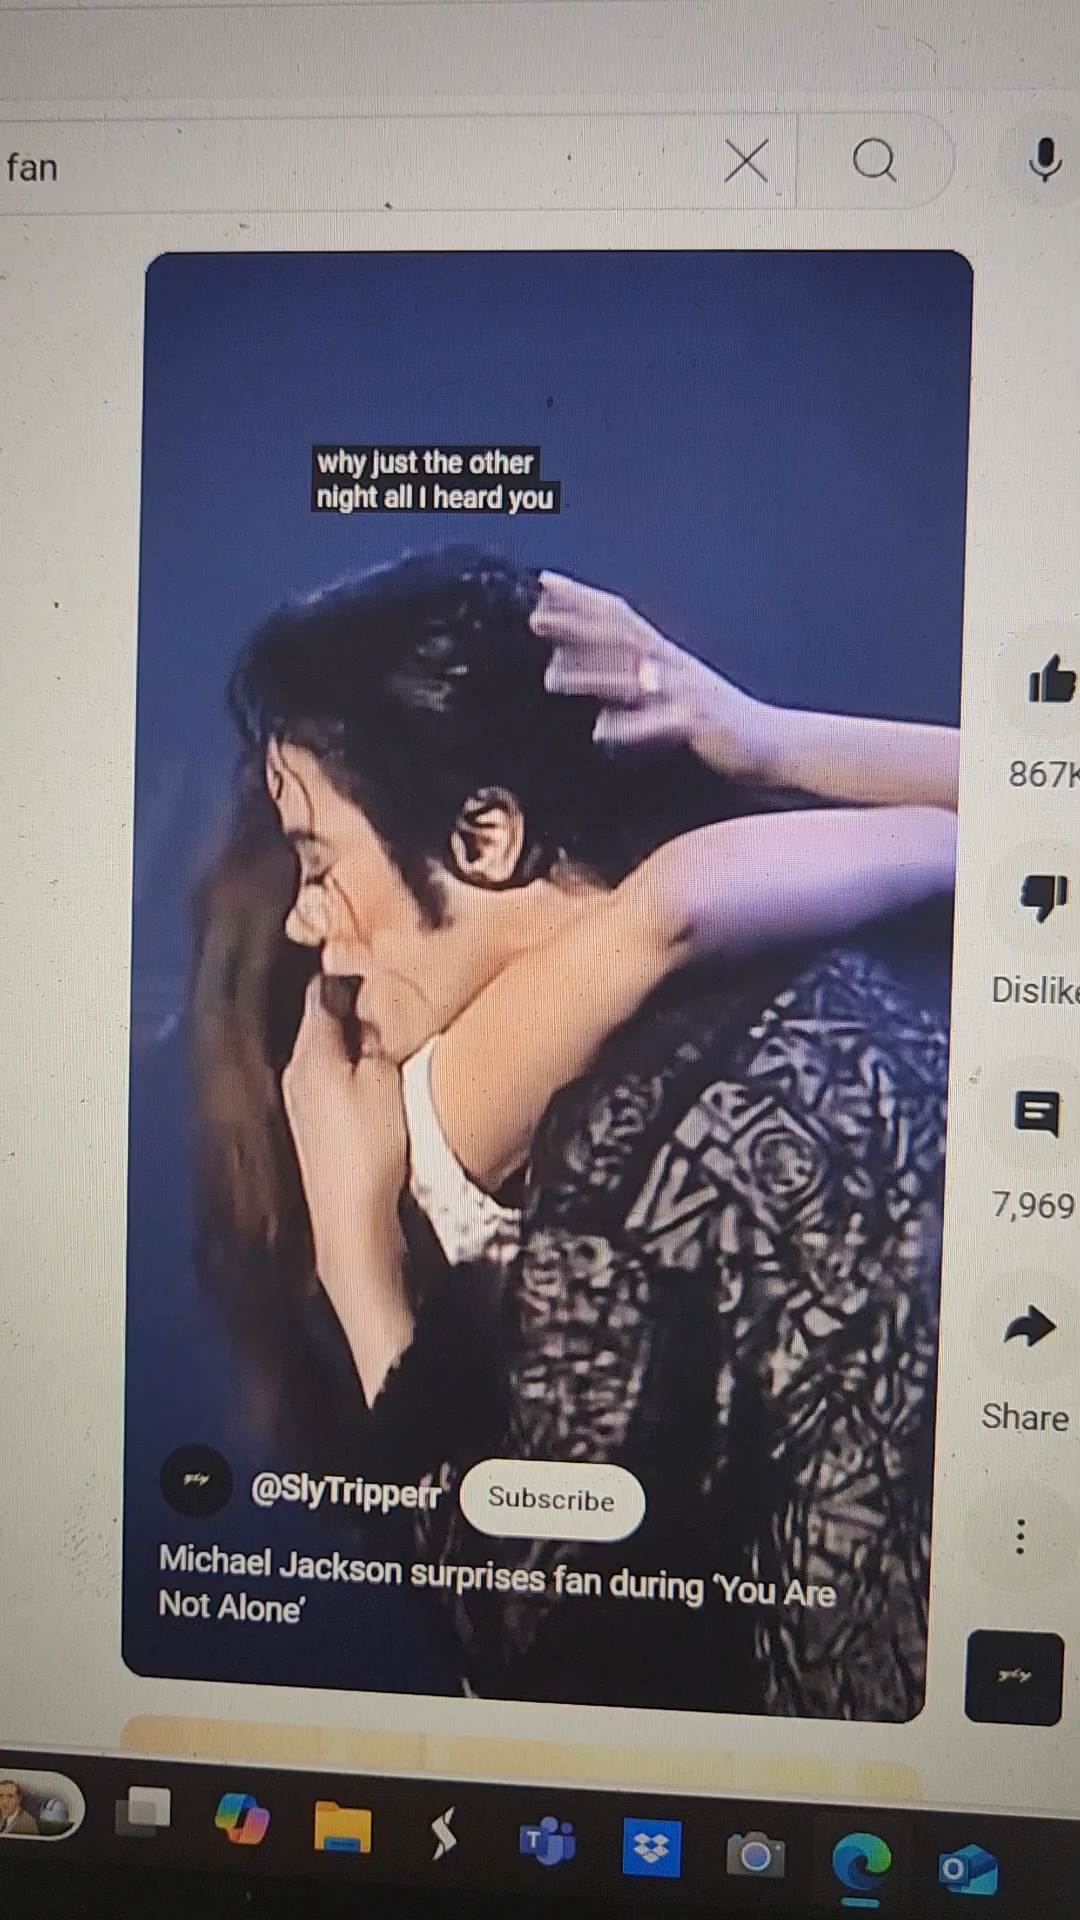 fan
why just the other
night all I heard you
867K
Dislike
7,969
Share
@SlyTripperr
Subscribe
Michael Jackson surprises fan during ‘You Are
Not Alone’